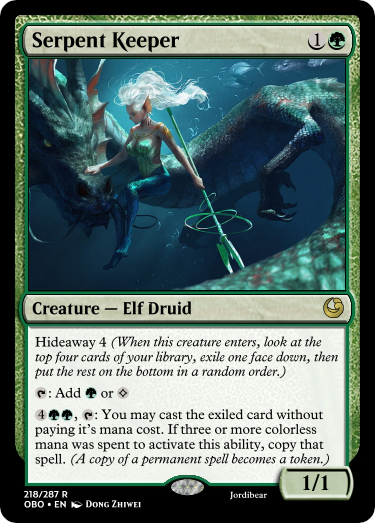 Serpent Keeper 1
Creature — Elf Druid
Hideaway 4 (When this creature enters, look at
the top four cards of your library, exile one face down, then
put the rest on the bottom in a random order.)
: Add or
4 , : You may cast the exiled card without
paying it's mana cost. If three or more colorless
mana was spent to activate this ability, copy that
spell. (A copy of a permanent spell becomes a token.)
1/1
218/287 R
OBO • EN Dong Zhiwei
Jordibear